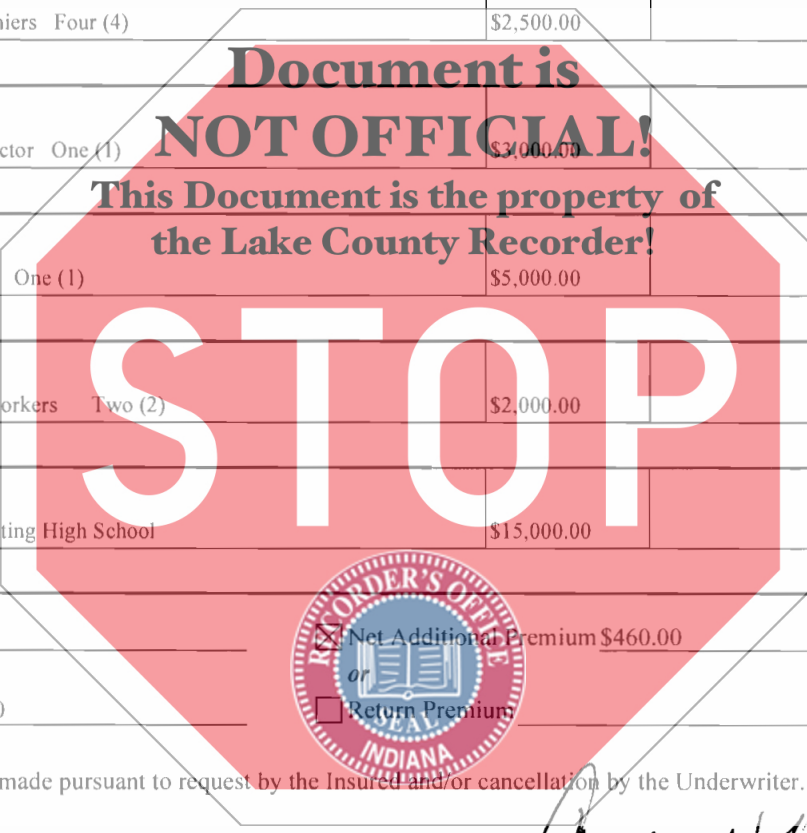 niers Four (4) $2,500.00
Document is
NOT OFFICIAL!
ctor One (1) $3,000.00
This Document is the property of
the Lake County Recorder!
One (1) $5,000.00
STOP
orkers Two (2) $2,000.00
ting High School $15,000.00
RECORDER'S OFFICE
☒ Net Additional Premium $460.00
or
)
☐ Return Premium
SEAL
INDIANA
made pursuant to request by the Insured and/or cancellation by the Underwriter.